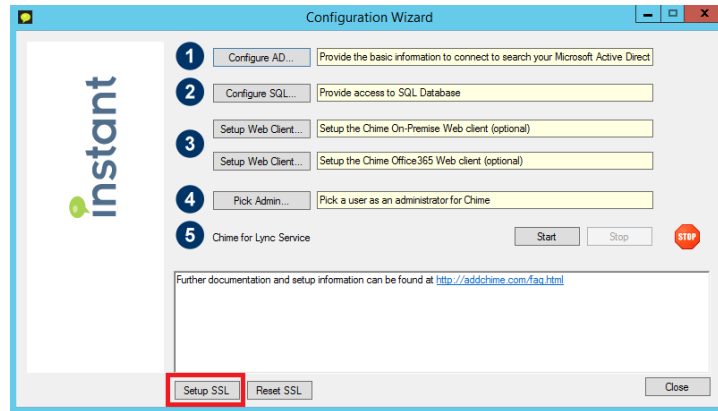 Configuration Wizard
instant
1 Configure AD... Provide the basic information to connect to search your Microsoft Active Direct
2 Configure SQL... Provide access to SQL Database
3
Setup Web Client... Setup the Chime On-Premise Web client (optional)
Setup Web Client... Setup the Chime Office365 Web client (optional)
4 Pick Admin... Pick a user as an administrator for Chime
5 Chime for Lync Service Start Stop STOP
Further documentation and setup information can be found at http://addchime.com/faq.html
Setup SSL Reset SSL Close